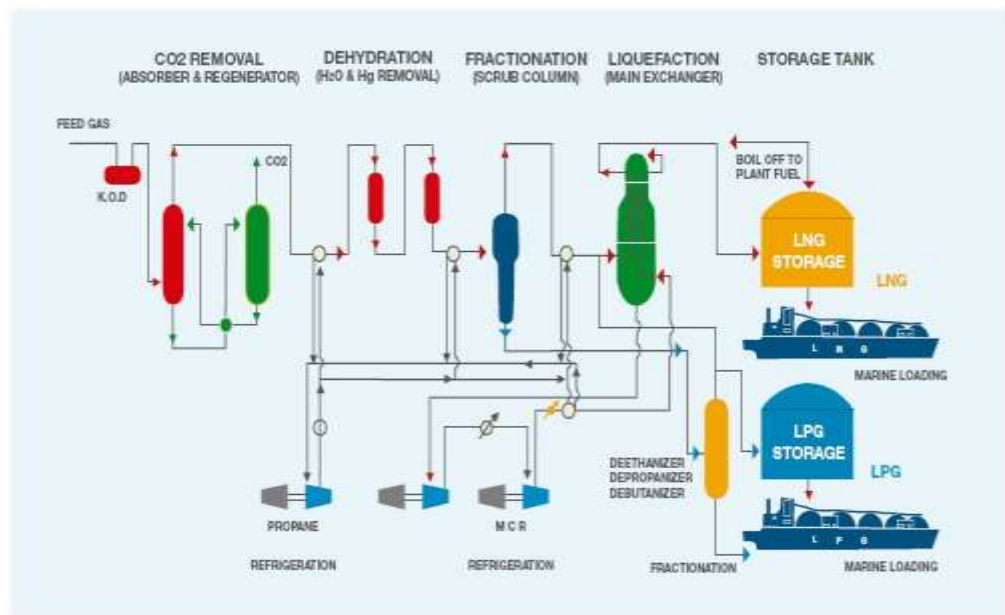 CO2 REMOVAL
(ABSORBER & REGENERATOR)
DEHYDRATION
(H2O & Hg REMOVAL)
FRACTIONATION
(SCRUB COLUMN)
LIQUEFACTION
(MAIN EXCHANGER)
STORAGE TANK
FEED GAS
K.O.D
CO2
BOIL OFF TO
PLANT FUEL
LNG
STORAGE
LNG
L N G
MARINE LOADING
LPG
STORAGE
LPG
DEETHANIZER
DEPROPANIZER
DEBUTANIZER
L P G
MARINE LOADING
PROPANE
M C R
REFRIGERATION
REFRIGERATION
FRACTIONATION